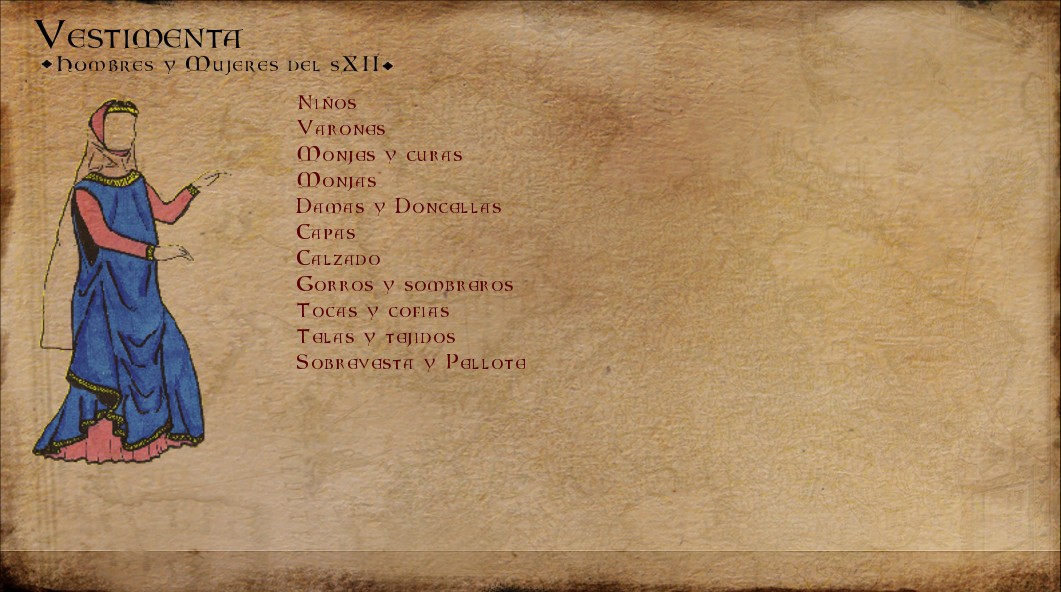 Vestimenta
◆Hombres y Mujeres del sXII◆
Niños
Varones
Monjes y curas
Monjas
Damas y Doncellas
Capas
Calzado
Gorros y sombreros
Tocas y cofias
Telas y tejidos
Sobrevesta y Pellote